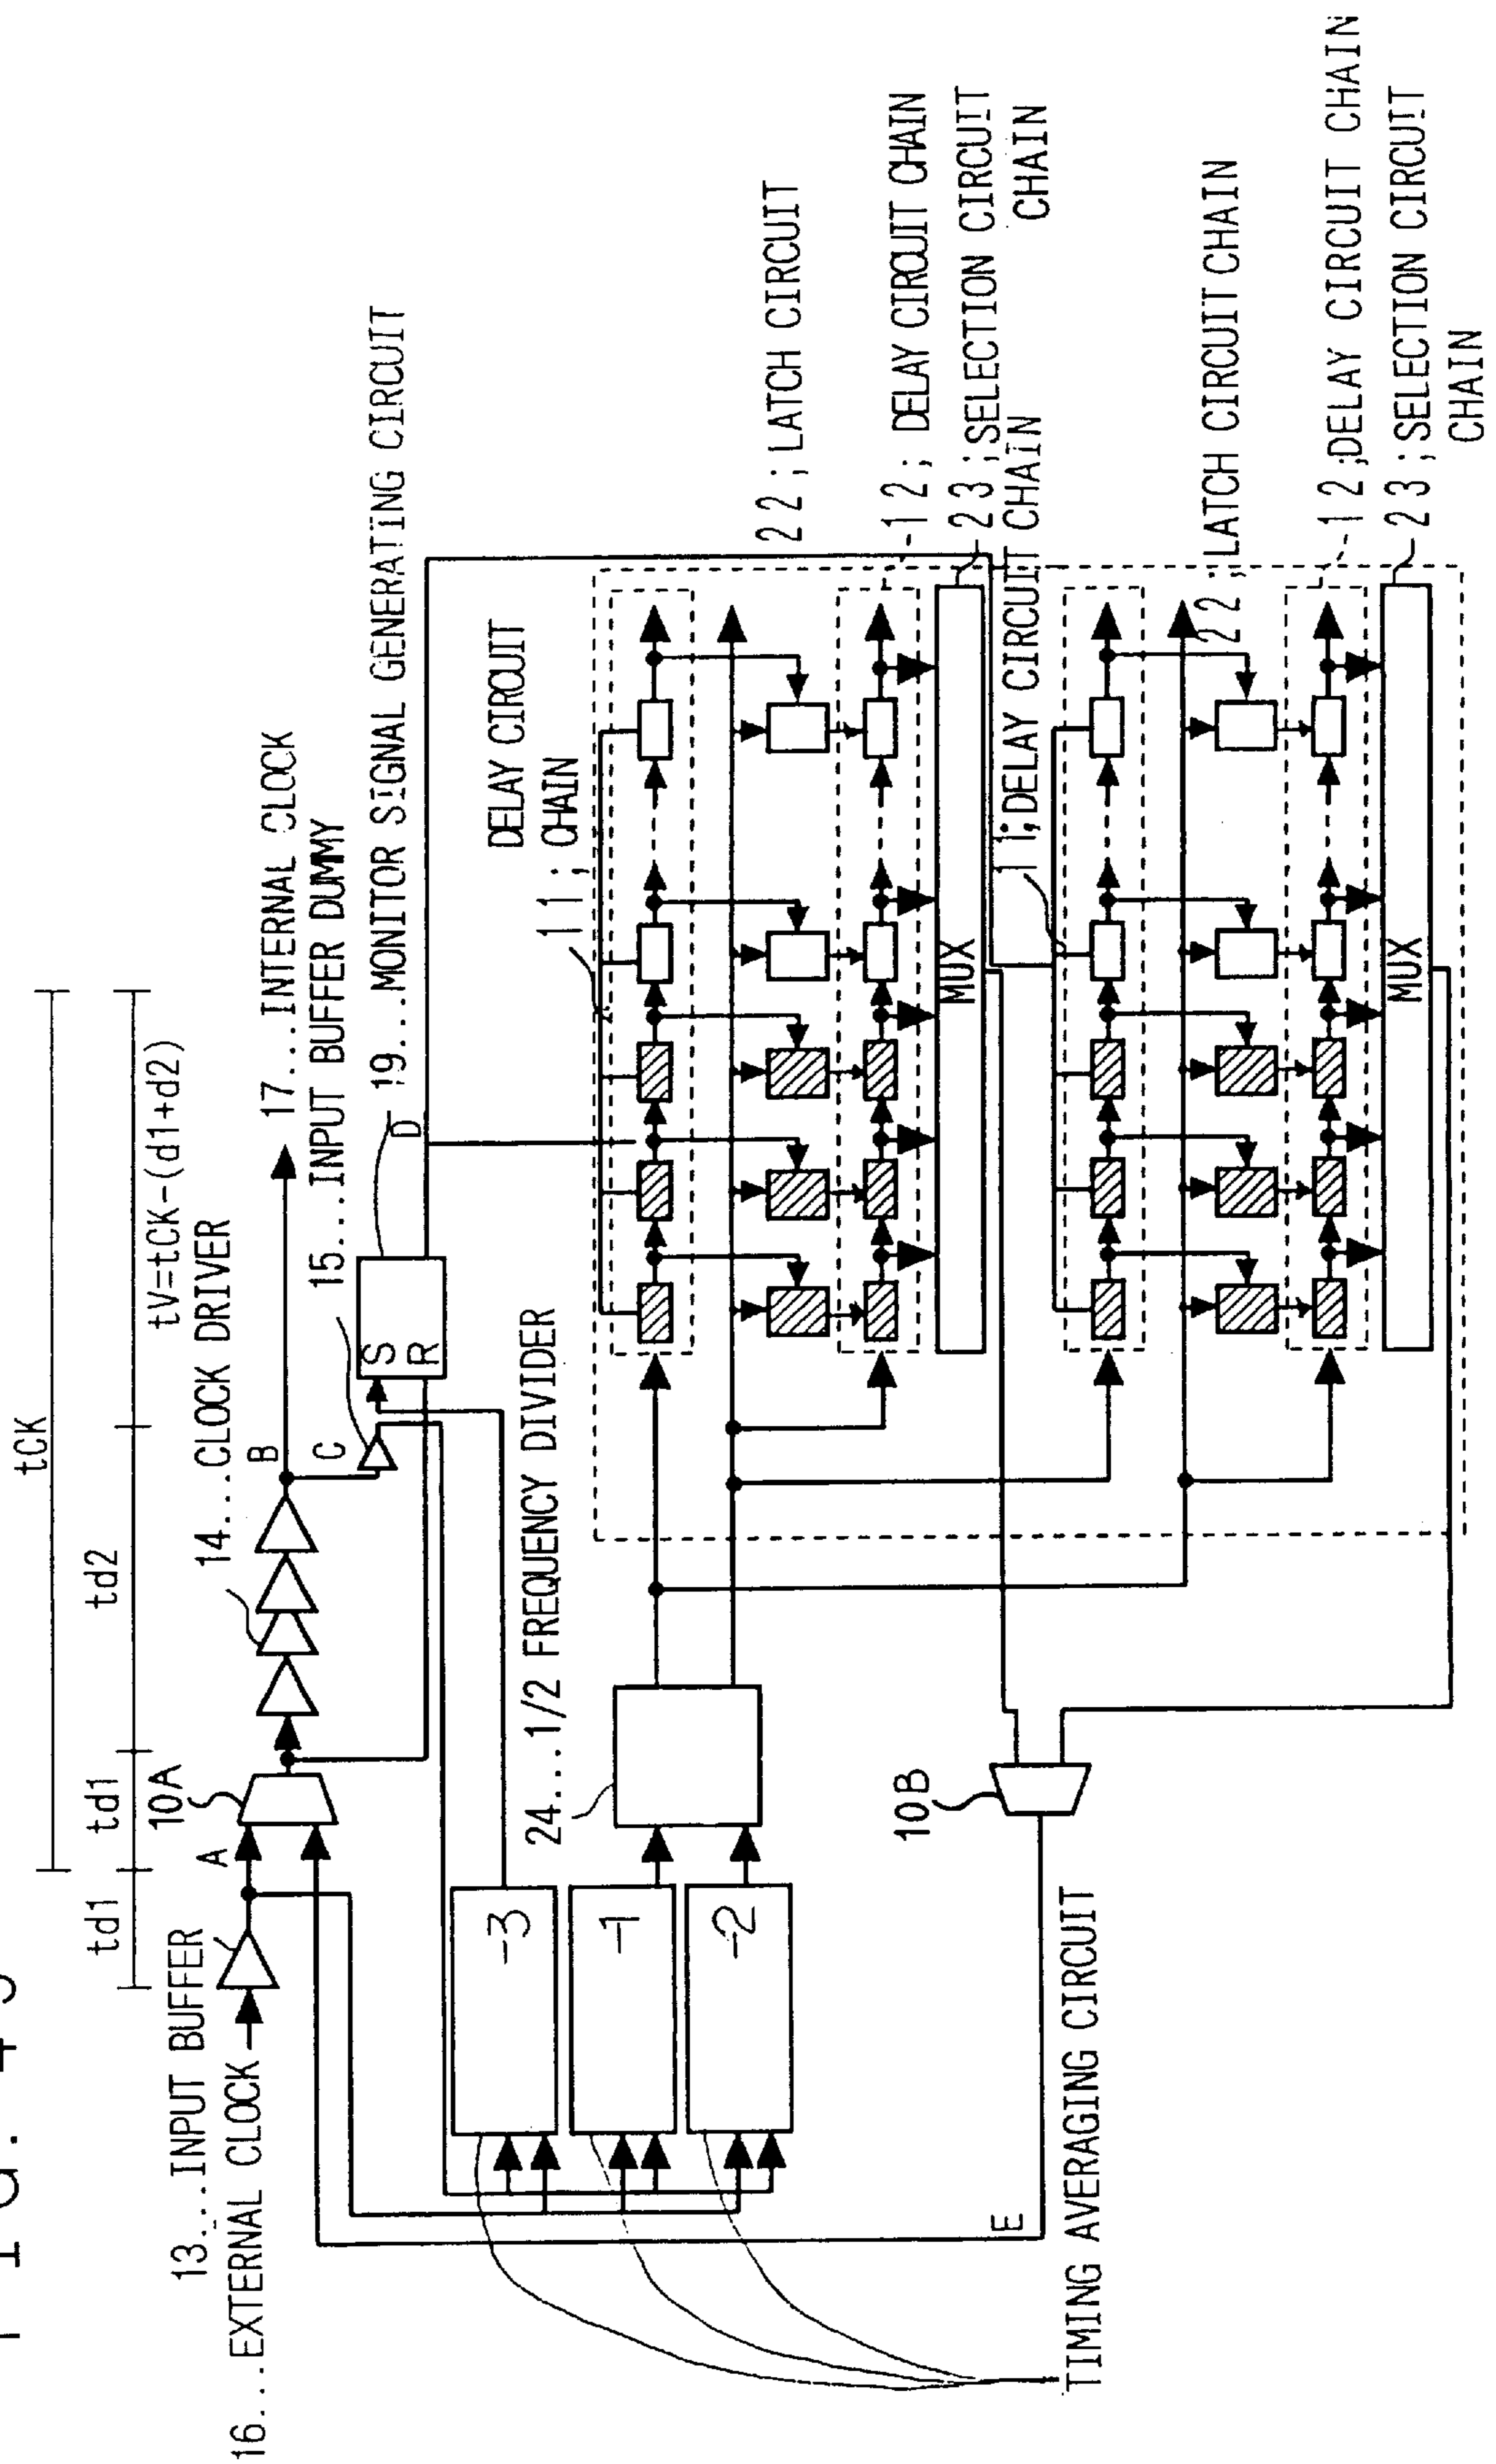 tCK
td1
td1
td2
tV=tCK-(d1+d2)
13...INPUT BUFFER
16...EXTERNAL CLOCK
A
10A
14...CLOCK DRIVER
B
C
17...INTERNAL CLOCK
15...INPUT BUFFER DUMMY
19...MONITOR SIGNAL GENERATING CIRCUIT
S
R
D
-3
-1
-2
24...1/2 FREQUENCY DIVIDER
DELAY CIRCUIT
11; CHAIN
22; LATCH CIRCUIT
12; DELAY CIRCUIT CHAIN
23; SELECTION CIRCUIT
CHAIN
MUX
11; DELAY CIRCUIT CHAIN
22; LATCH CIRCUIT CHAIN
12; DELAY CIRCUIT CHAIN
23; SELECTION CIRCUIT
CHAIN
MUX
10B
E
TIMING AVERAGING CIRCUIT